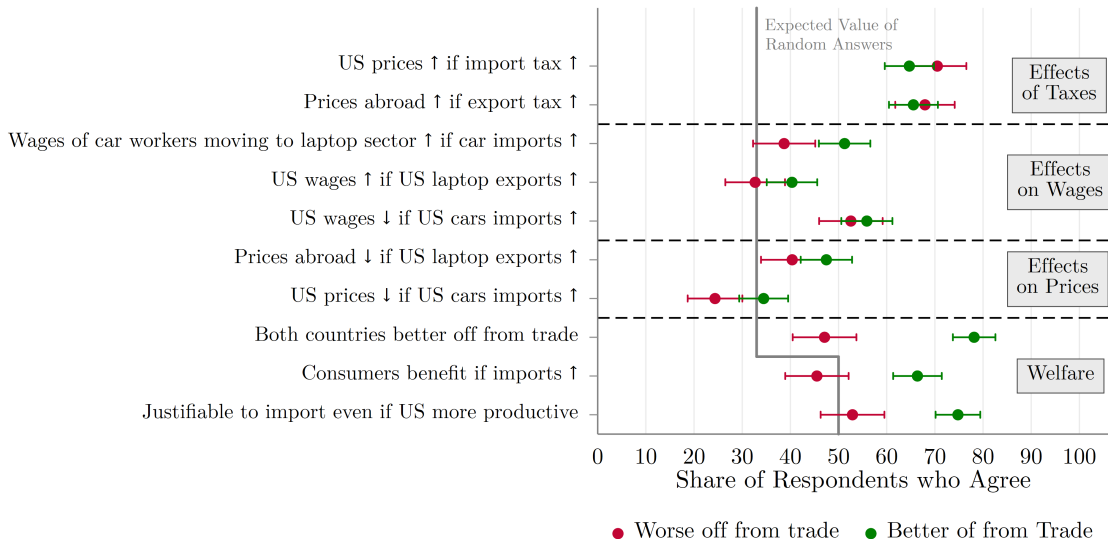 Expected Value of
Random Answers
US prices ↑ if import tax ↑
Effects
of Taxes
Prices abroad ↑ if export tax ↑
Wages of car workers moving to laptop sector ↑ if car imports ↑
US wages ↑ if US laptop exports ↑
Effects
on Wages
US wages ↓ if US cars imports ↑
Prices abroad ↓ if US laptop exports ↑
Effects
on Prices
US prices ↓ if US cars imports ↑
Both countries better off from trade
Consumers benefit if imports ↑
Welfare
Justifiable to import even if US more productive
0 10 20 30 40 50 60 70 80 90 100
Share of Respondents who Agree
Worse off from trade Better of from Trade